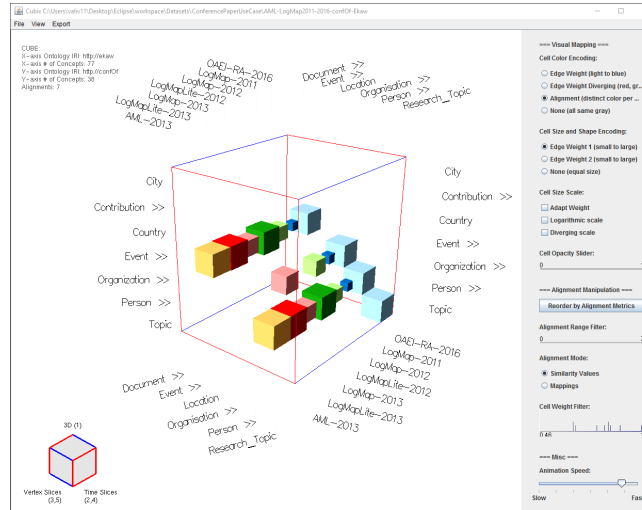 Cubix C:\Users\valiv11\Desktop\Eclipse\workspace\Datasets\ConferencePaperUseCase\AML-LogMap2011-2016-confOf-Ekaw
File View Export
CUBE:
X-axis Ontology IRI: http://ekaw
X-axis # of Concepts: 77
Y-axis Ontology IRI: http://confOf
Y-axis # of Concepts: 38
Alignments: 7
OAEI-RA-2016
LogMap-2011
LogMap-2012
LogMapLite-2012
LogMap-2013
LogMapLite-2013
AML-2013
Document >>
Event >>
Location
Organisation >>
Person >>
Research_Topic
City
Contribution >>
Country
Event >>
Organization >>
Person >>
Topic
City
Contribution >>
Country
Event >>
Organization >>
Person >>
Topic
Document >>
Event >>
Location
Organisation >>
Person >>
Research_Topic
OAEI-RA-2016
LogMap-2011
LogMap-2012
LogMapLite-2012
LogMap-2013
LogMapLite-2013
AML-2013
3D (1)
Vertex Slices
(3,5)
Time Slices
(2,4)
=== Visual Mapping ===
Cell Color Encoding:
Edge Weight (light to blue)
Edge Weight Diverging (red, gr...
Alignment (distinct color per ...
None (all same gray)
Cell Size and Shape Encoding:
Edge Weight 1 (small to large)
Edge Weight 2 (small to large)
None (equal size)
Cell Size Scale:
Adapt Weight
Logarithmic scale
Diverging scale
Cell Opacity Slider:
0
=== Alignment Manipulation ===
Reorder by Alignment Metrics
Alignment Range Filter:
0
Alignment Mode:
Similarity Values
Mappings
Cell Weight Filter:
0.46
=== Misc ===
Animation Speed:
Slow Fas